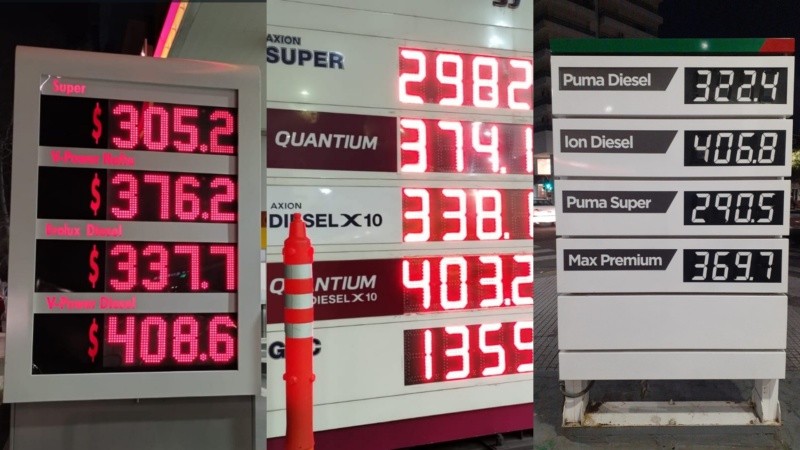 Super
$ 305.2
V-Power Nafta
$ 376.2
Evolux Diesel
$ 337.7
V-Power Diesel
$ 408.6
AXION
SUPER
298.2
QUANTIUM
374.1
AXION
DIESEL X10
338.1
QUANTIUM
DIESEL X10
403.2
G C
135.5
Puma Diesel
322.4
Ion Diesel
406.8
Puma Super
290.5
Max Premium
369.7